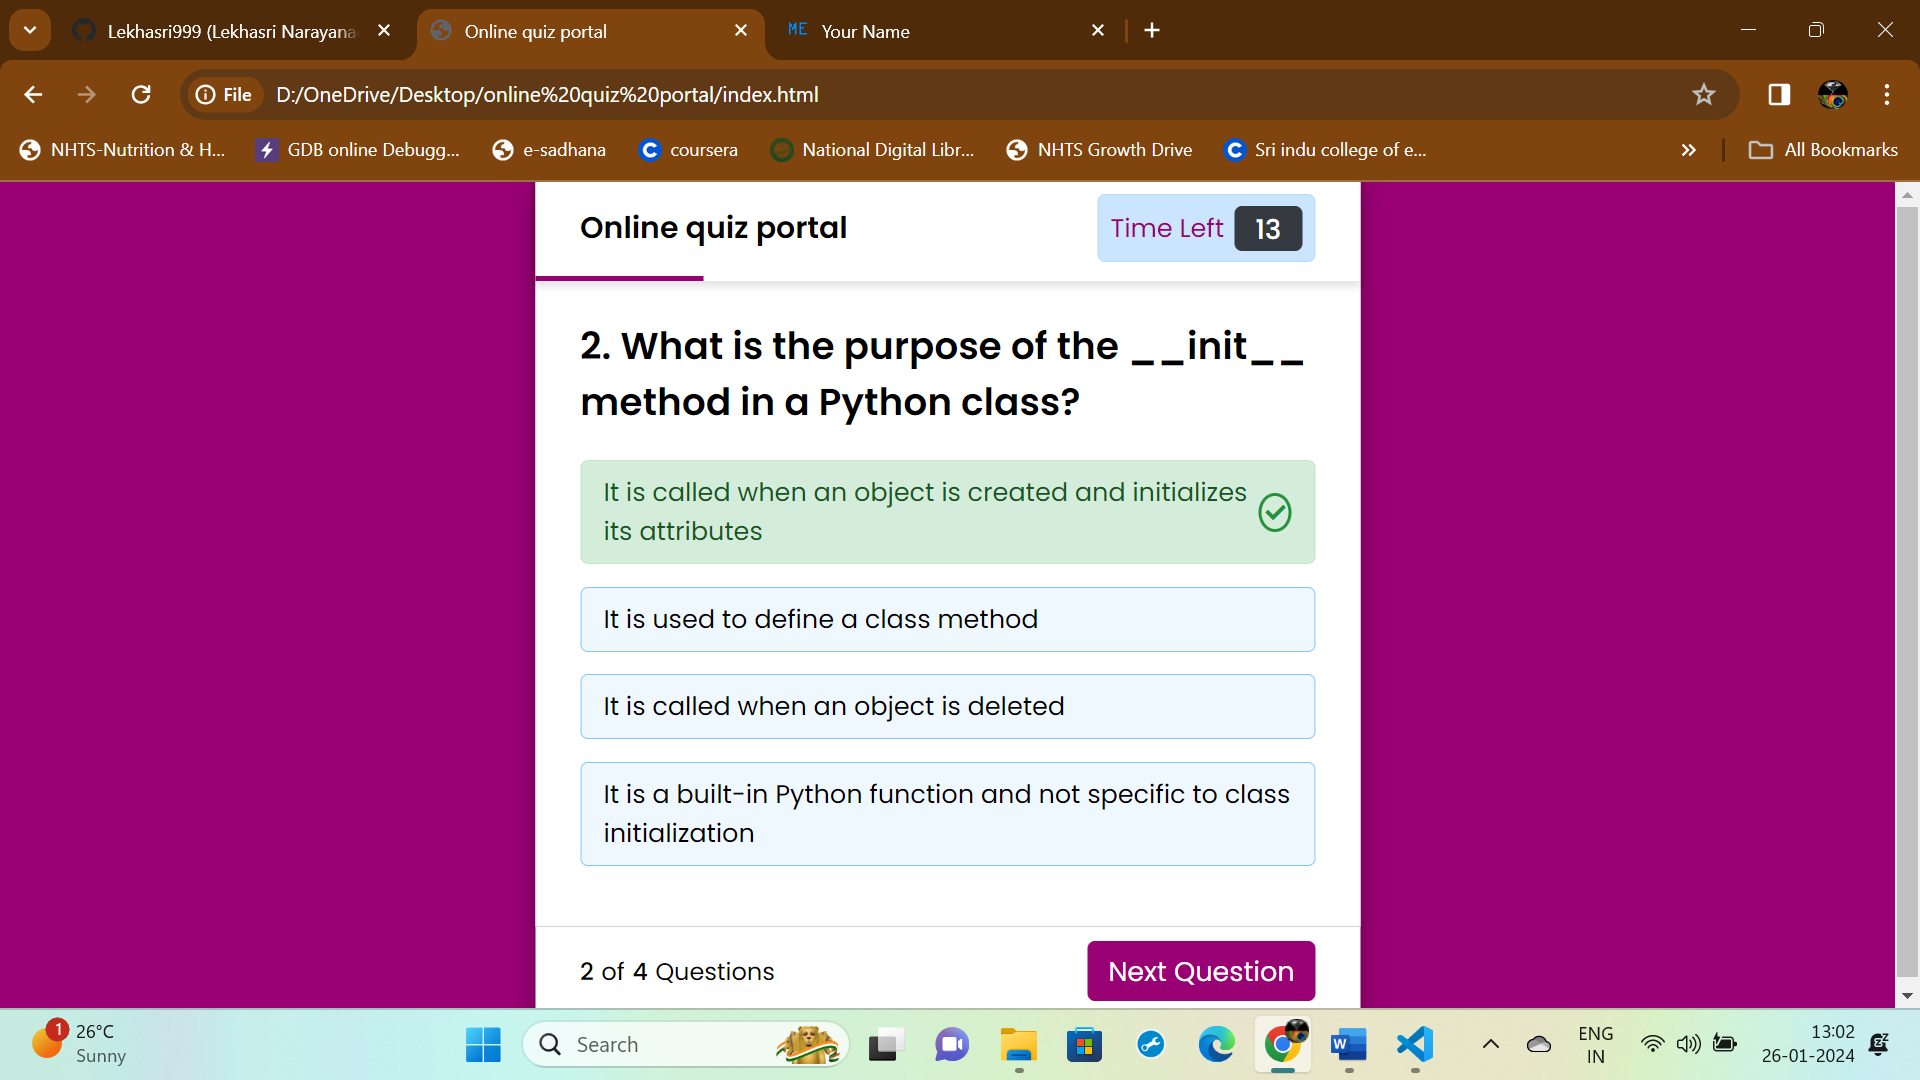 Lekhasri999 (Lekhasri Narayana
Online quiz portal
ME Your Name
File D:/OneDrive/Desktop/online%20quiz%20portal/index.html
NHTS-Nutrition & H... GDB online Debugg... e-sadhana coursera National Digital Libr... NHTS Growth Drive Sri indu college of e... All Bookmarks
Online quiz portal
Time Left 13
2. What is the purpose of the __init__
method in a Python class?
It is called when an object is created and initializes
its attributes
It is used to define a class method
It is called when an object is deleted
It is a built-in Python function and not specific to class
initialization
2 of 4 Questions
Next Question
1 26°C
Sunny
Search
ENG
IN
13:02
26-01-2024